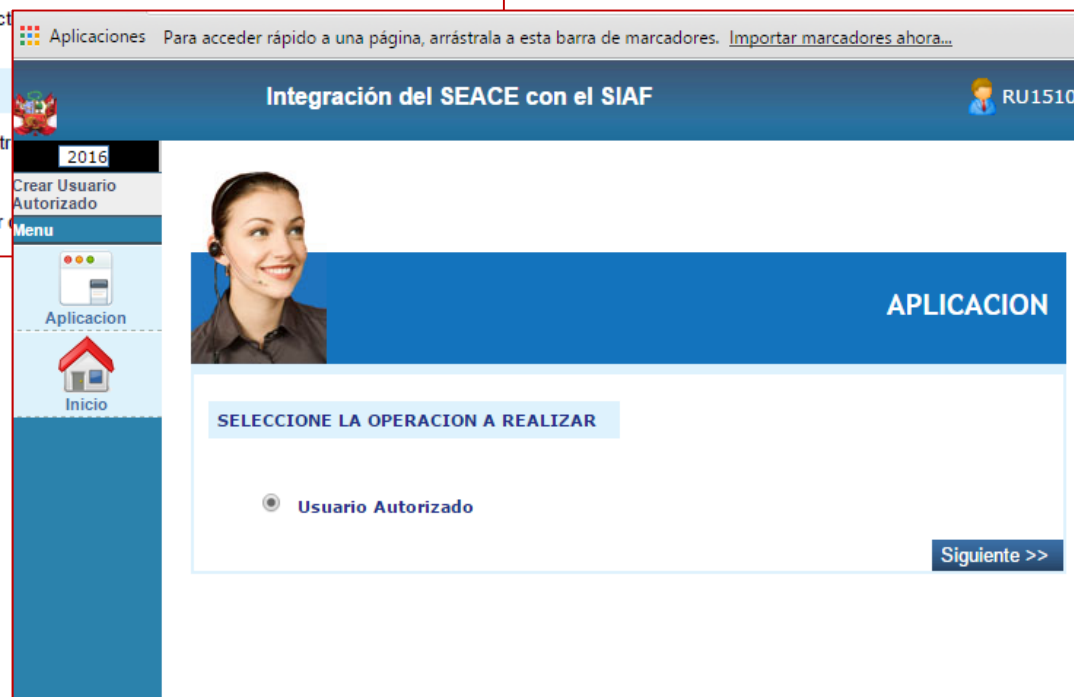 Aplicaciones Para acceder rápido a una página, arrástrala a esta barra de marcadores. Importar marcadores ahora...
Integración del SEACE con el SIAF
RU1510
2016
Crear Usuario
Autorizado
Menu
Aplicacion
Inicio
APLICACION
SELECCIONE LA OPERACION A REALIZAR
Usuario Autorizado
Siguiente >>